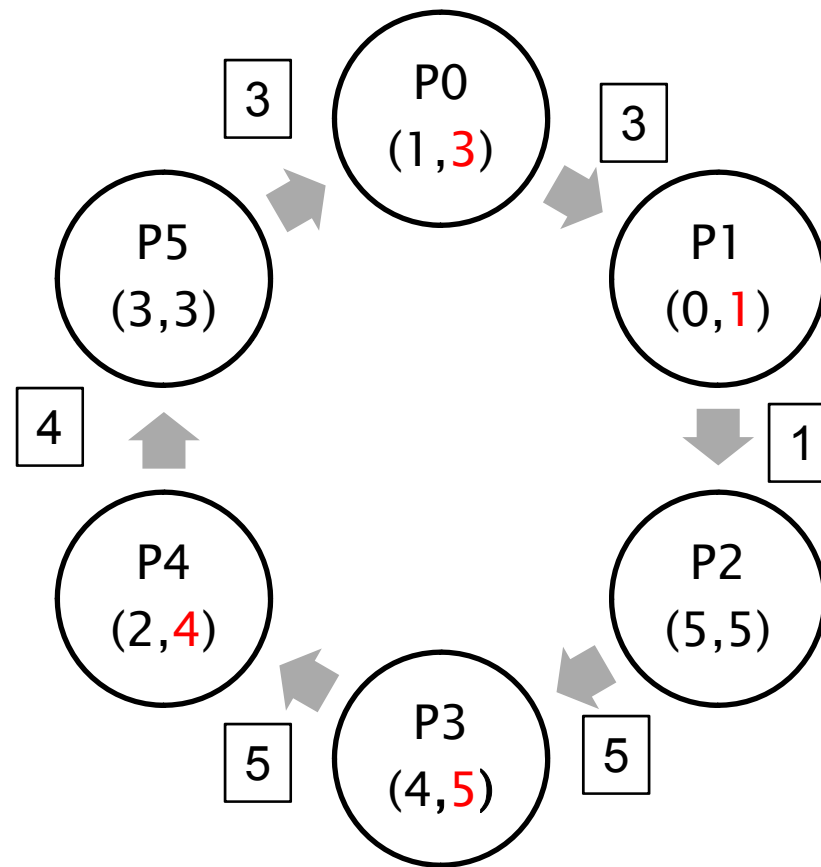 P0
(1,3)
3
3
P5
(3,3)
P1
(0,1)
4
1
P4
(2,4)
P2
(5,5)
P3
(4,5)
5
5